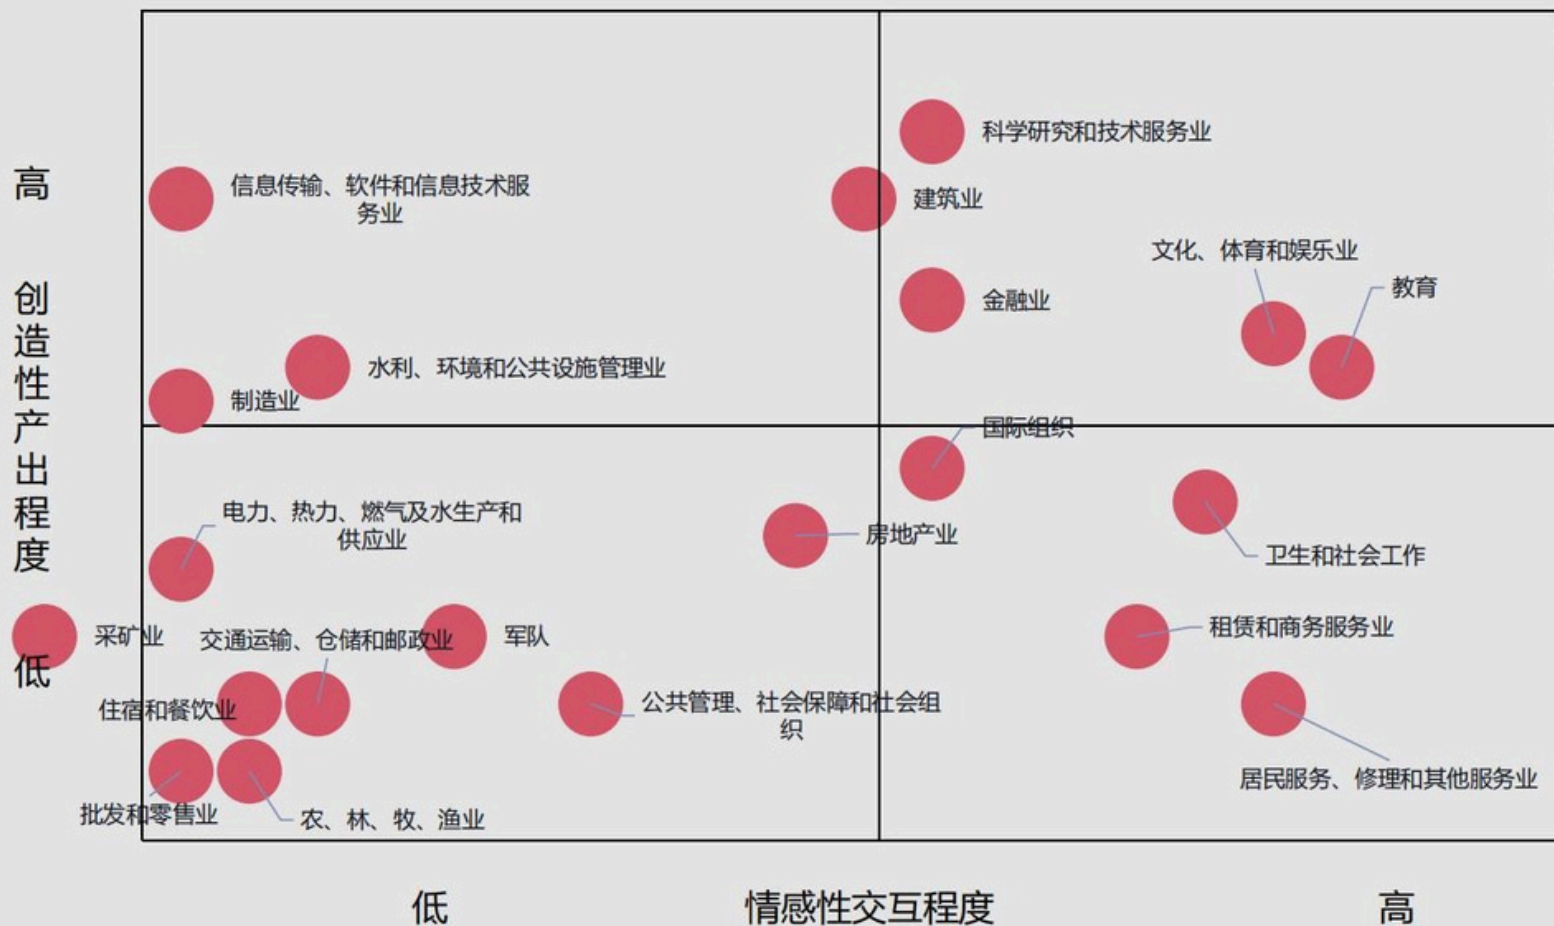 科学研究和技术服务业
高
信息传输、软件和信息技术服
务业
建筑业
文化、体育和娱乐业
教育
创造性产出程度
金融业
水利、环境和公共设施管理业
制造业
国际组织
电力、热力、燃气及水生产和
供应业
房地产业
卫生和社会工作
采矿业
交通运输、仓储和邮政业
军队
租赁和商务服务业
低
住宿和餐饮业
公共管理、社会保障和社会组
织
居民服务、修理和其他服务业
批发和零售业
农、林、牧、渔业
低
情感性交互程度
高